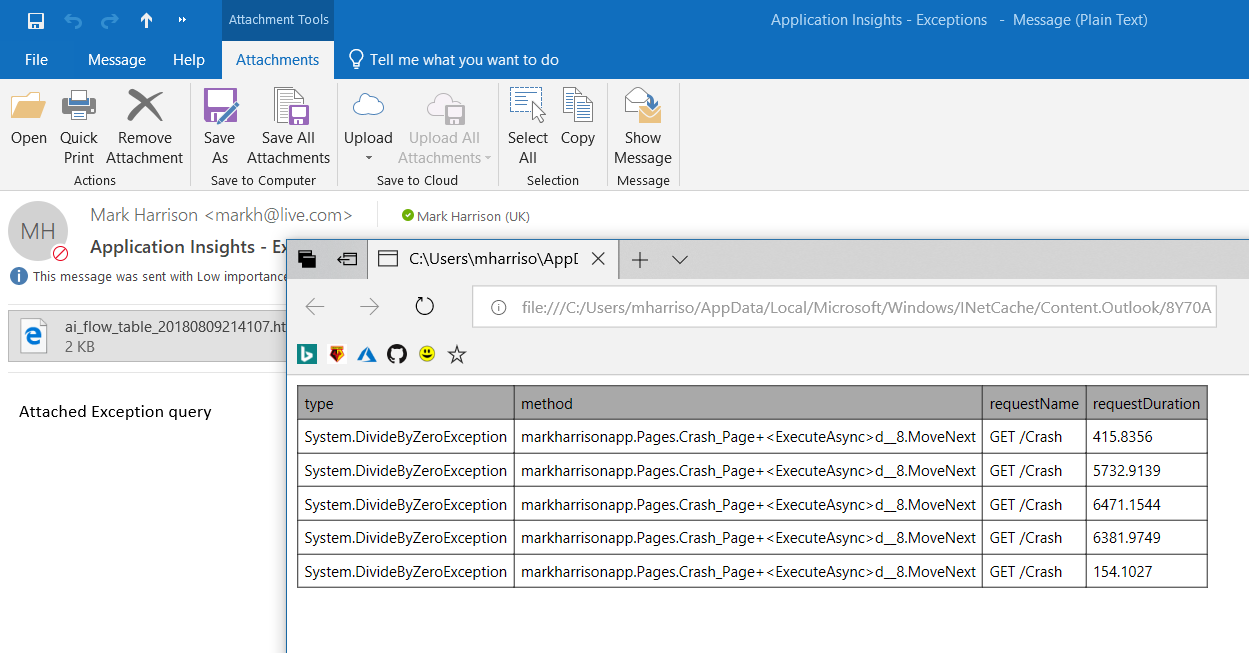 Attachment Tools
Application Insights - Exceptions - Message (Plain Text)
File Message Help Attachments Tell me what you want to do
Open Quick Print Remove Attachment Save As Save All Attachments Upload Upload All Attachments Select All Copy Show Message
Actions Save to Computer Save to Cloud Selection Message
MH
Mark Harrison <markh@live.com>
Mark Harrison (UK)
Application Insights - Ex
This message was sent with Low importance
ai_flow_table_20180809214107.ht
2 KB
Attached Exception query
C:\Users\mharriso\AppD
file:///C:/Users/mharriso/AppData/Local/Microsoft/Windows/INetCache/Content.Outlook/8Y70A
type method requestName requestDuration
System.DivideByZeroException markharrisonapp.Pages.Crash_Page+<ExecuteAsync>d__8.MoveNext GET /Crash 415.8356
System.DivideByZeroException markharrisonapp.Pages.Crash_Page+<ExecuteAsync>d__8.MoveNext GET /Crash 5732.9139
System.DivideByZeroException markharrisonapp.Pages.Crash_Page+<ExecuteAsync>d__8.MoveNext GET /Crash 6471.1544
System.DivideByZeroException markharrisonapp.Pages.Crash_Page+<ExecuteAsync>d__8.MoveNext GET /Crash 6381.9749
System.DivideByZeroException markharrisonapp.Pages.Crash_Page+<ExecuteAsync>d__8.MoveNext GET /Crash 154.1027